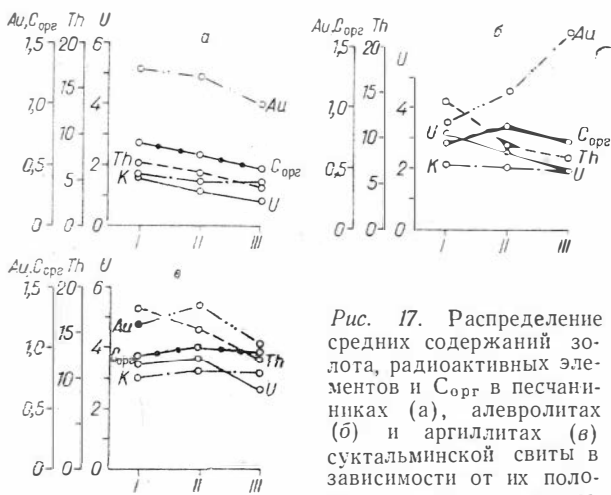 Au, Cорг Th U
1,5 20 6
1,0 15 4
0,5 10 2
5
0 0 0
а
Au
Cорг
Th
K
U
I II III
Au, Cорг Th
1,5 20
U
15
1,0 4
10
0,5 2
5
0 0 0
б
Au
U
Cорг
Th
K
U
I II III
Au, Cорг Th U
1,5 20 6
15
1,0 4
10
0,5 2
0 0 0
в
Au
Cорг
Th
K
U
I II III
Рис. 17. Распределение
средних содержаний зо-
лота, радиоактивных эле-
ментов и Cорг в песчани-
никах (а), алевролитах
(б) и аргиллитах (в)
суктальминской свиты в
зависимости от их поло-